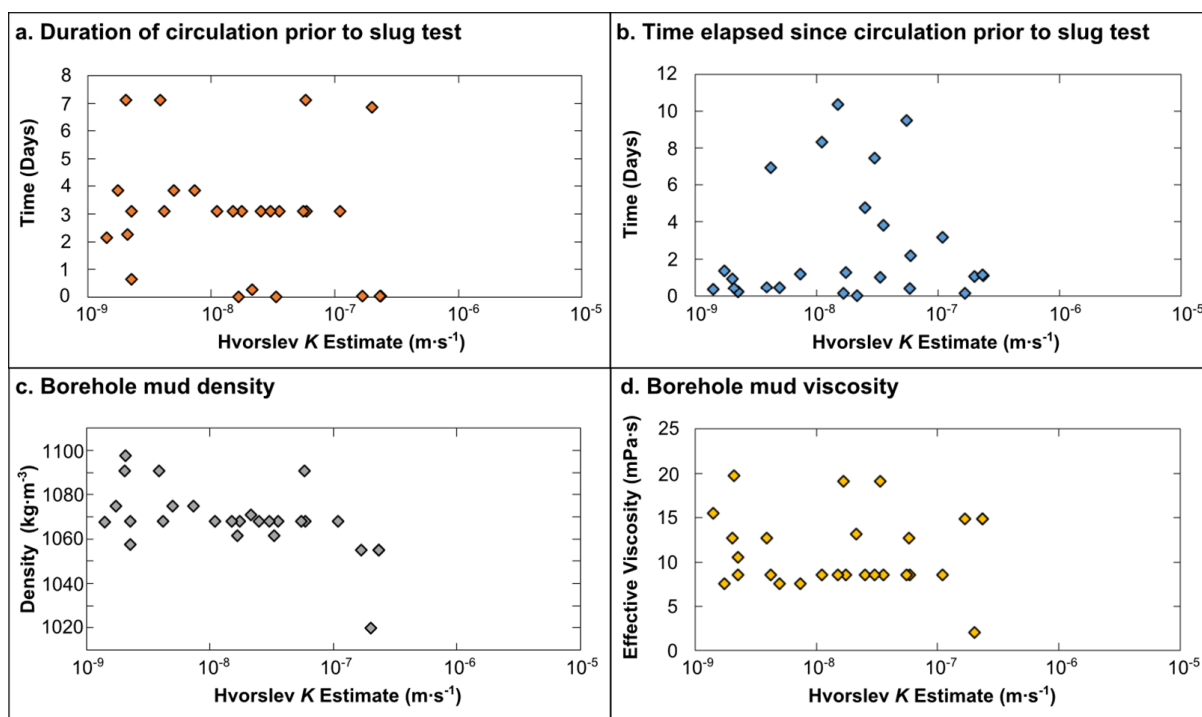 a. Duration of circulation prior to slug test
8
7
6
5
4
3
2
1
0
Time (Days)
10⁻⁹ 10⁻⁸ 10⁻⁷ 10⁻⁶ 10⁻⁵
Hvorslev K Estimate (m·s⁻¹)
b. Time elapsed since circulation prior to slug test
12
10
8
6
4
2
0
Time (Days)
10⁻⁹ 10⁻⁸ 10⁻⁷ 10⁻⁶ 10⁻⁵
Hvorslev K Estimate (m·s⁻¹)
c. Borehole mud density
1100
1080
1060
1040
1020
Density (kg·m⁻³)
10⁻⁹ 10⁻⁸ 10⁻⁷ 10⁻⁶ 10⁻⁵
Hvorslev K Estimate (m·s⁻¹)
d. Borehole mud viscosity
25
20
15
10
5
0
Effective Viscosity (mPa·s)
10⁻⁹ 10⁻⁸ 10⁻⁷ 10⁻⁶ 10⁻⁵
Hvorslev K Estimate (m·s⁻¹)